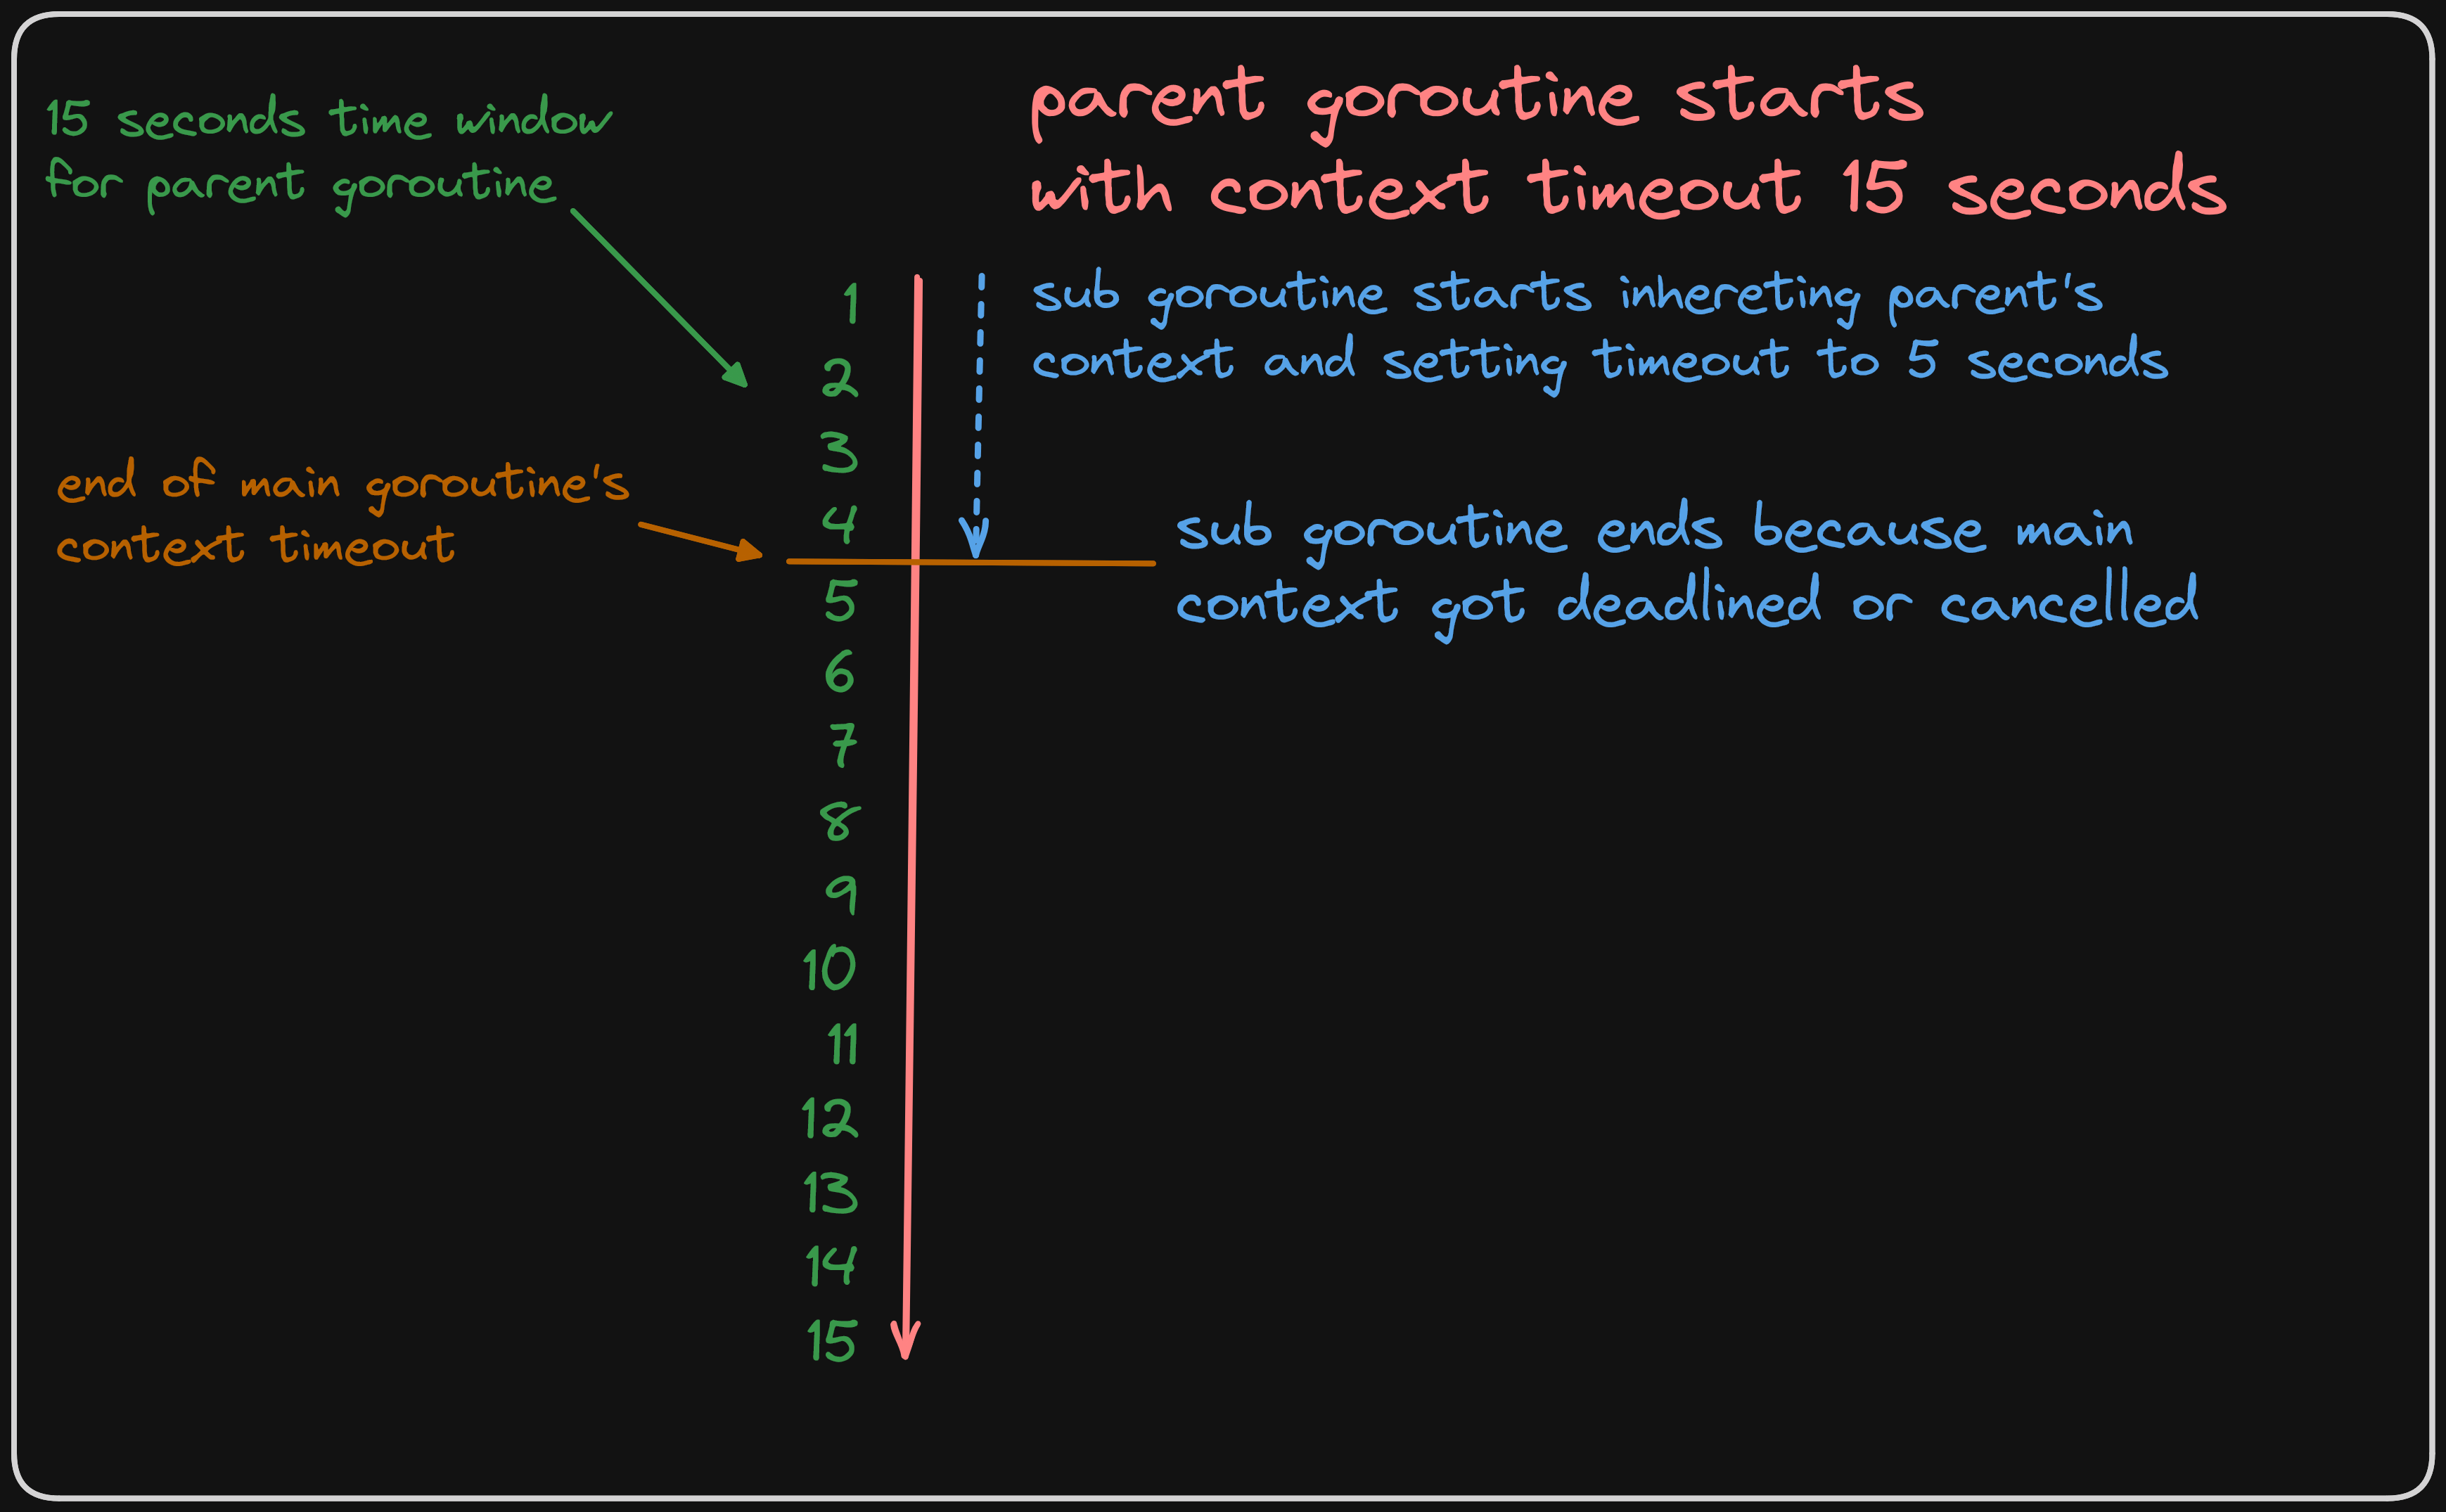 15 seconds time window
for parent goroutine
parent goroutine starts
with context timeout 15 seconds
sub goroutine starts inhereting parent's
context and setting timeout to 5 seconds
end of main goroutine's
context timeout
sub goroutine ends because main
context got deadlined or cancelled
1
2
3
4
5
6
7
8
9
10
11
12
13
14
15